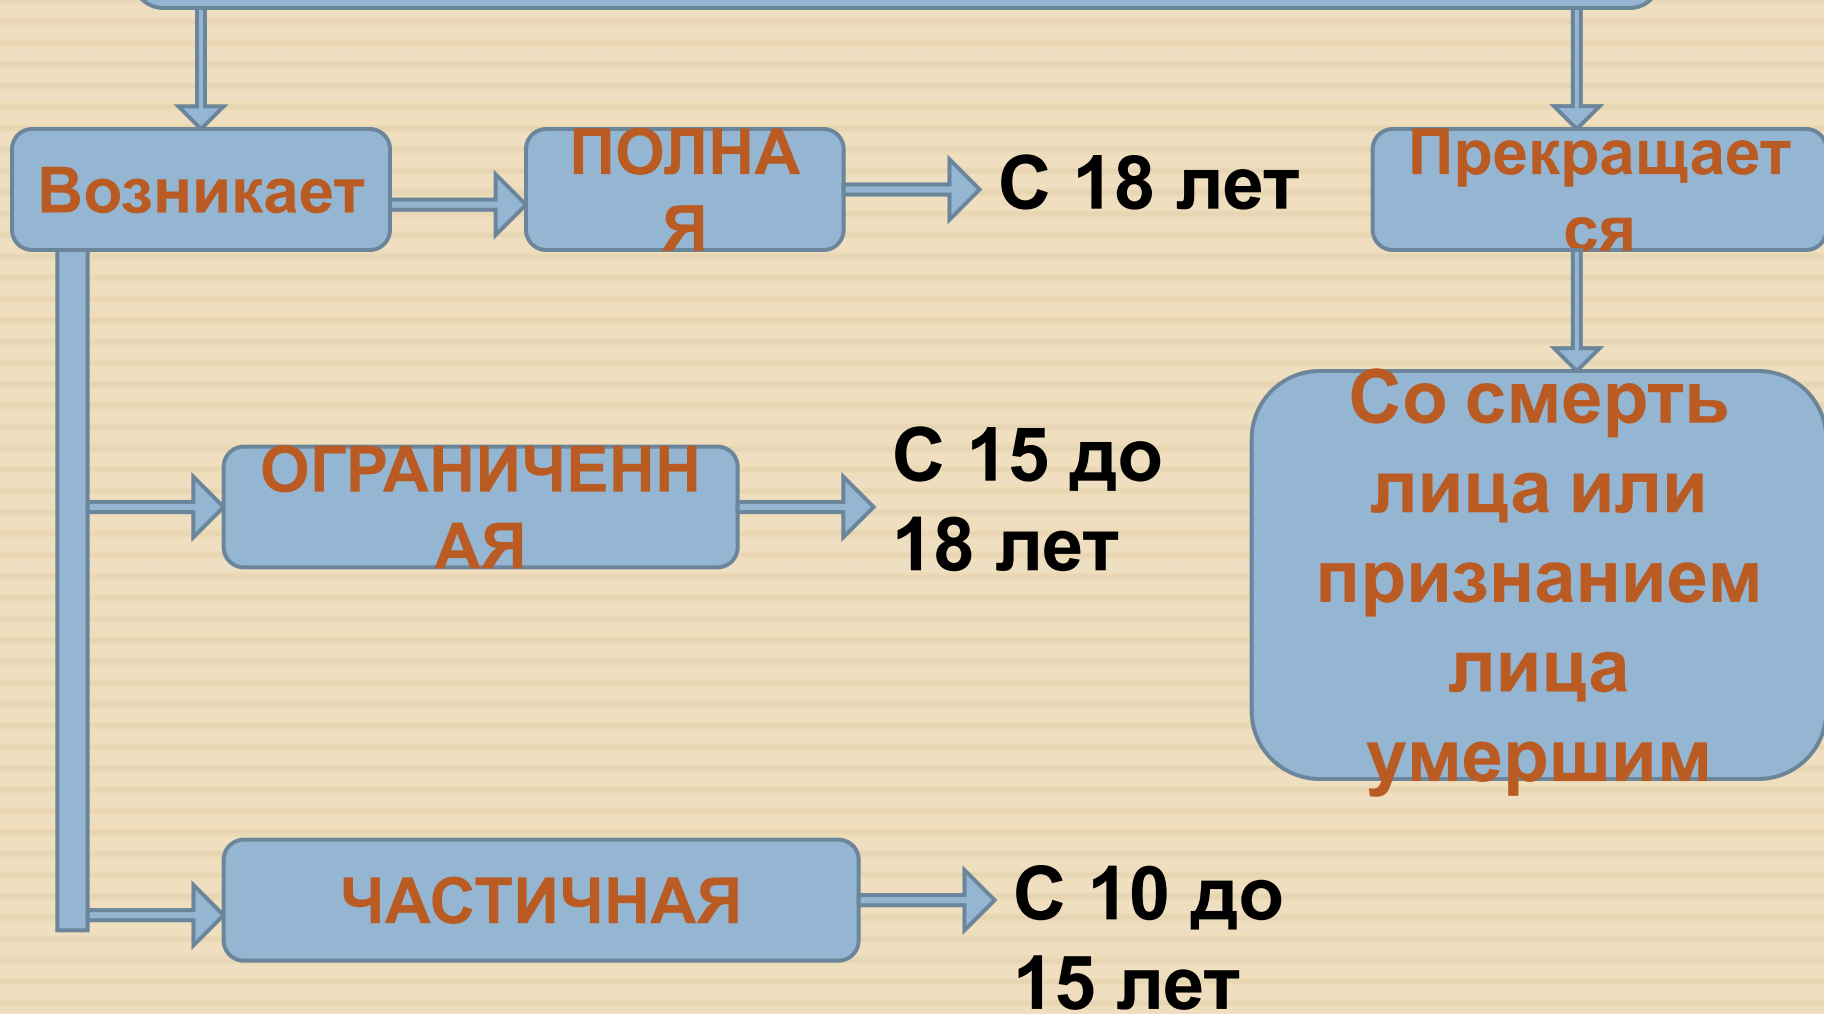 Возникает
ПОЛНА
Я
С 18 лет
Прекращает
ся
ОГРАНИЧЕНН
АЯ
С 15 до
18 лет
Со смерть
лица или
признанием
лица
умершим
ЧАСТИЧНАЯ
С 10 до
15 лет